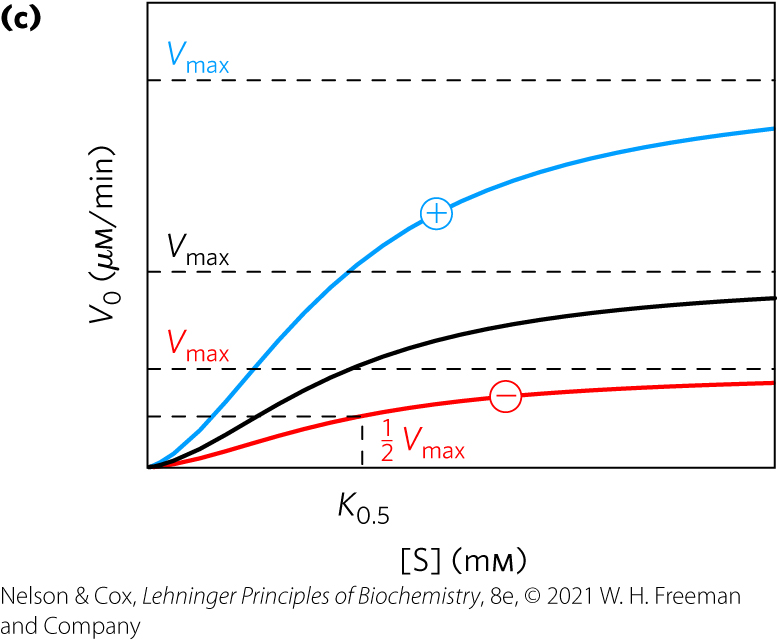 (c)
Vmax
Vmax
Vmax
½ Vmax
V0 (μM/min)
K0.5
[S] (mM)
Nelson & Cox, Lehninger Principles of Biochemistry, 8e, © 2021 W. H. Freeman
and Company